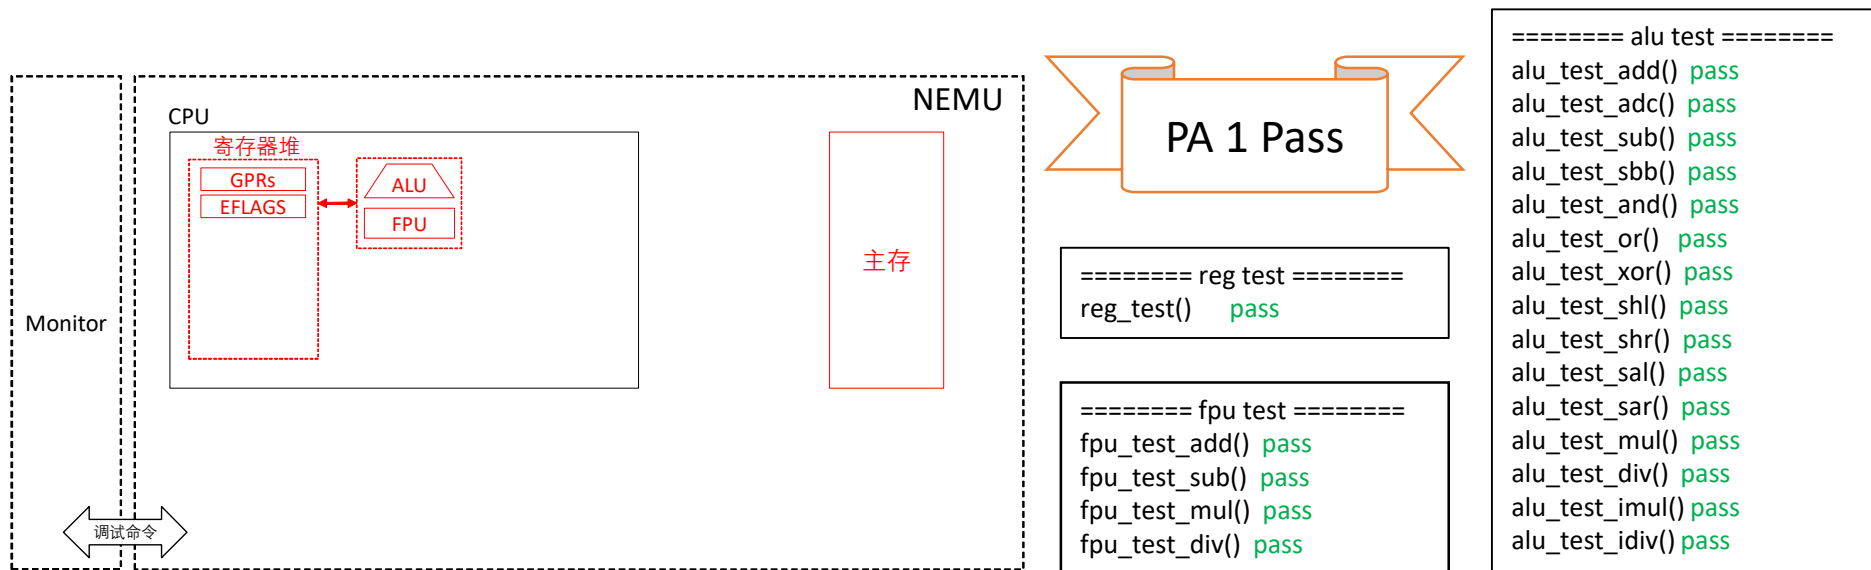 NEMU
CPU
寄存器堆
GPRs
EFLAGS
ALU
FPU
主存
Monitor
调试命令
PA 1 Pass
======== reg test ========
reg_test() pass
======== fpu test ========
fpu_test_add() pass
fpu_test_sub() pass
fpu_test_mul() pass
fpu_test_div() pass
======== alu test ========
alu_test_add() pass
alu_test_adc() pass
alu_test_sub() pass
alu_test_sbb() pass
alu_test_and() pass
alu_test_or() pass
alu_test_xor() pass
alu_test_shl() pass
alu_test_shr() pass
alu_test_sal() pass
alu_test_sar() pass
alu_test_mul() pass
alu_test_div() pass
alu_test_imul() pass
alu_test_idiv() pass